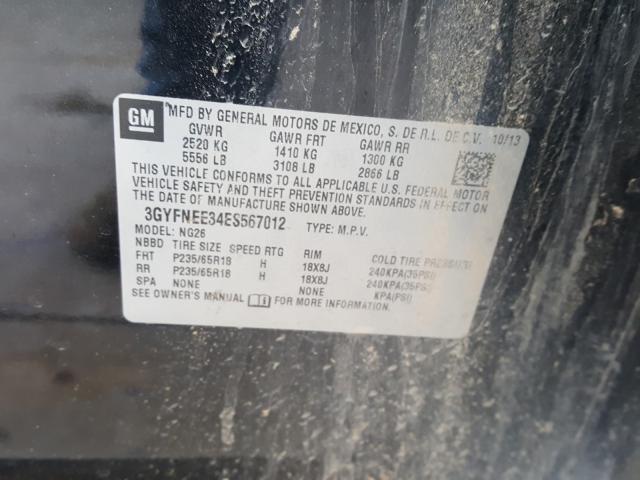 GM MFD BY GENERAL MOTORS DE MEXICO, S. DE R.L. DE C.V. 10/13
GVWR GAWR FRT GAWR RR
2520 KG 1410 KG 1300 KG
5556 LB 3108 LB 2866 LB
THIS VEHICLE CONFORMS TO ALL APPLICABLE U.S. FEDERAL MOTOR
VEHICLE SAFETY AND THEFT PREVENTION STANDARDS IN EFFECT ON
THE DATE OF MANUFACTURE SHOWN ABOVE.
3GYFNEE34ES567012 TYPE: M.P.V.
MODEL: NG26
NBBD TIRE SIZE SPEED RTG RIM COLD TIRE PRESSURE
FRT P235/65R18 H 18X8J 240KPA(35PSI)
RR P235/65R18 H 18X8J 240KPA(35PSI)
SPA NONE NONE KPA(PSI)
SEE OWNER'S MANUAL FOR MORE INFORMATION.